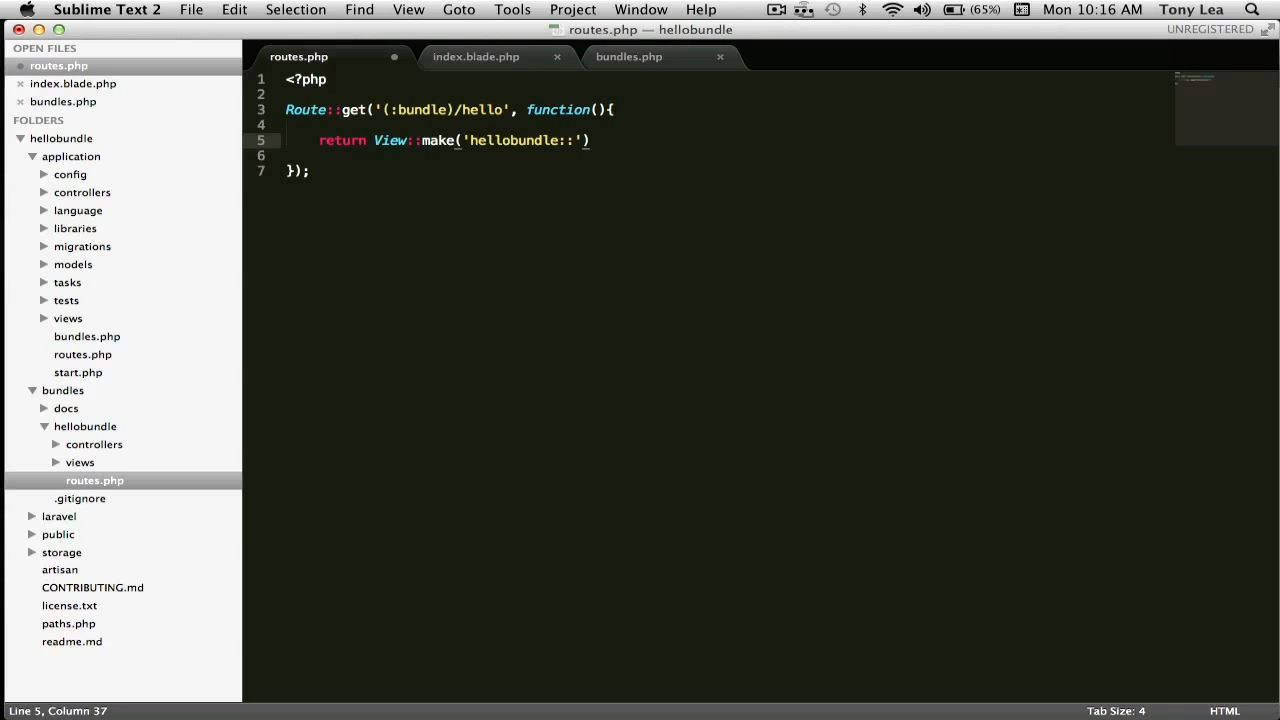 Sublime Text 2 File Edit Selection Find View Goto Tools Project Window Help (65%) Mon 10:16 AM Tony Lea
routes.php — hellobundle UNREGISTERED
OPEN FILES
routes.php
index.blade.php
bundles.php
FOLDERS
hellobundle
application
config
controllers
language
libraries
migrations
models
tasks
tests
views
bundles.php
routes.php
start.php
bundles
docs
hellobundle
controllers
views
routes.php
.gitignore
laravel
public
storage
artisan
CONTRIBUTING.md
license.txt
paths.php
readme.md
routes.php index.blade.php bundles.php
1 <?php
2
3 Route::get('(:bundle)/hello', function(){
4
5 return View::make('hellobundle::')
6
7 });
Line 5, Column 37 Tab Size: 4 HTML